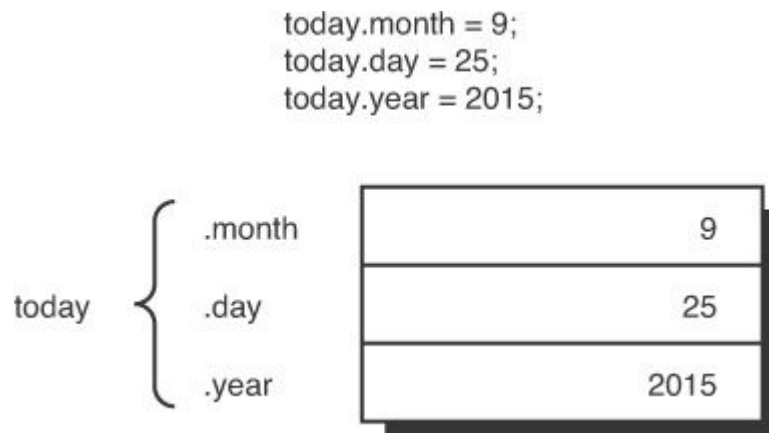 today.month = 9;
today.day = 25;
today.year = 2015;
.month 9
today .day 25
.year 2015